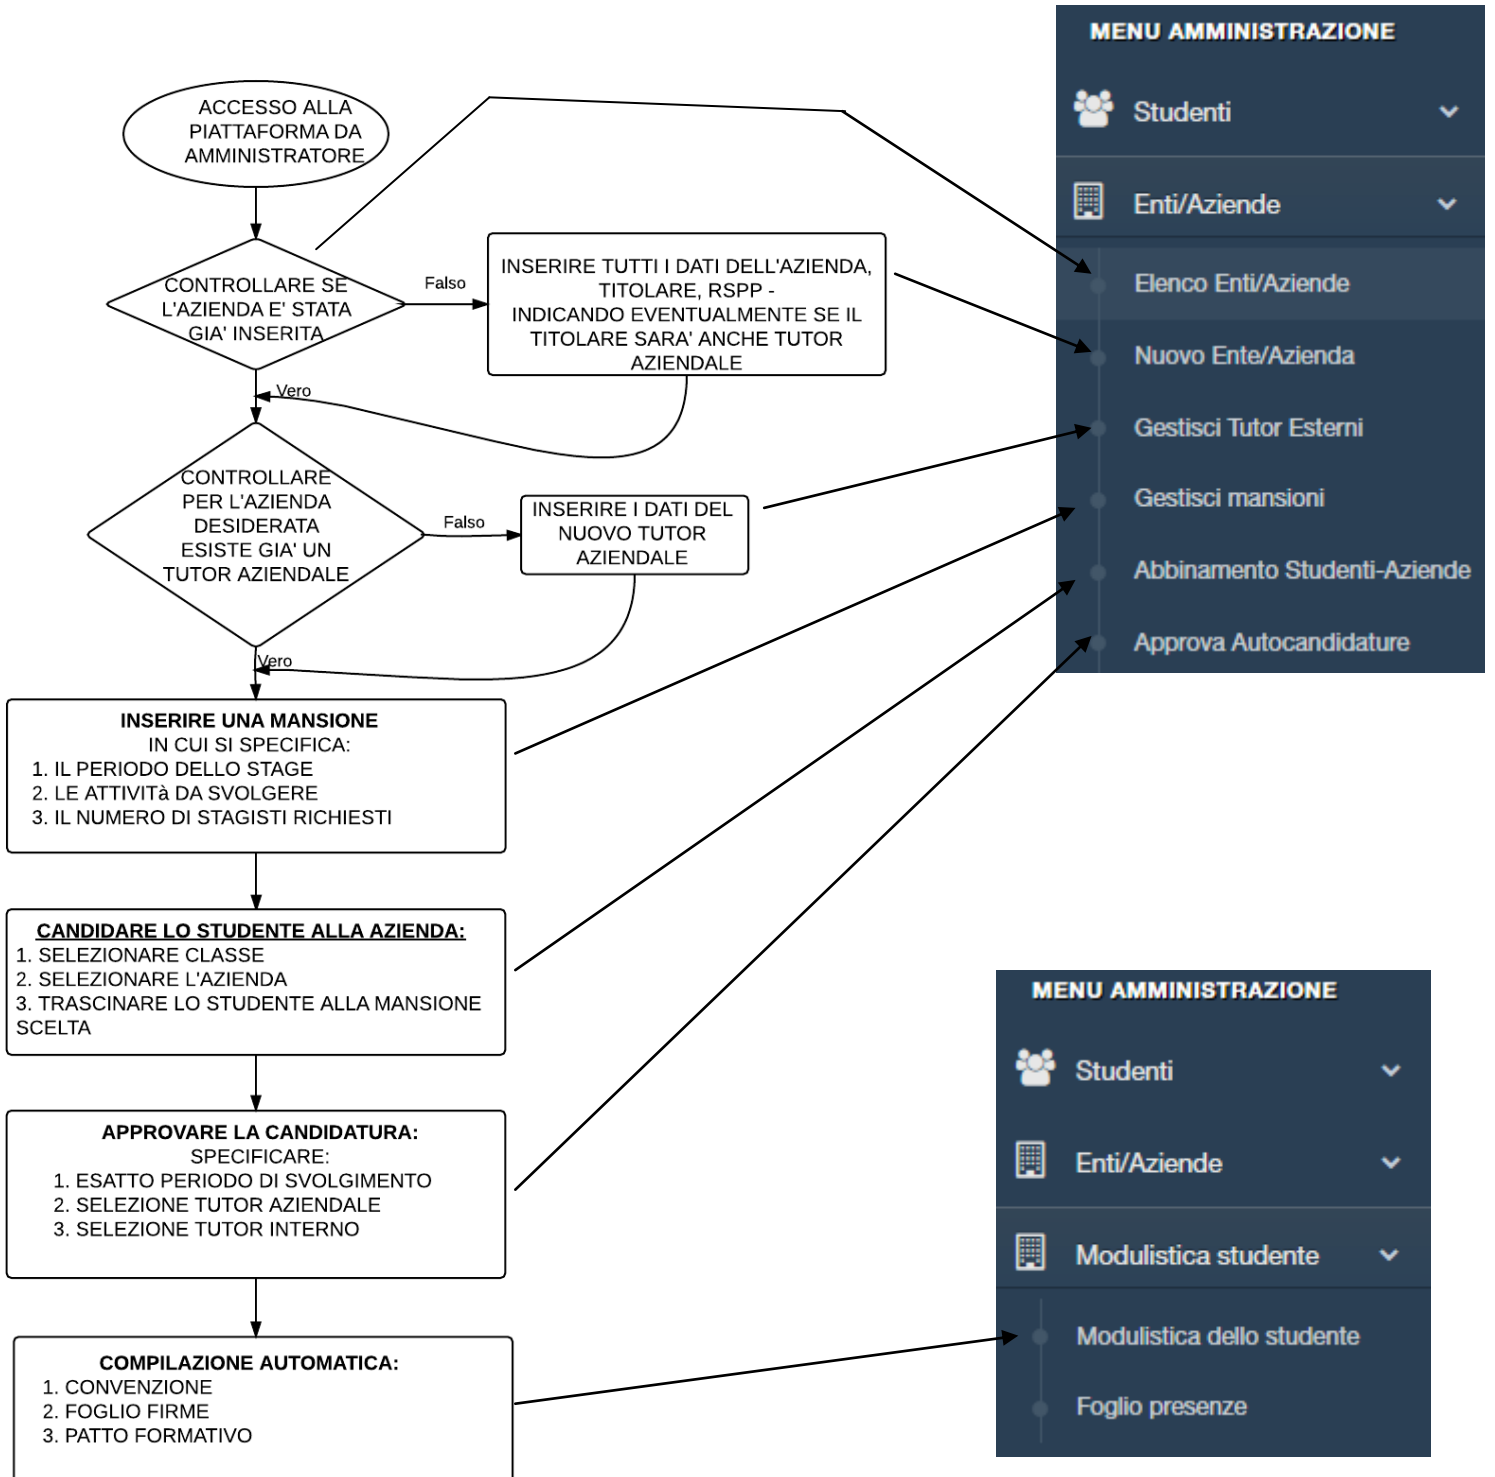 ACCESSO ALLA
PIATTAFORMA DA
AMMINISTRATORE
CONTROLLARE SE
L'AZIENDA E' STATA
GIA' INSERITA
Falso
INSERIRE TUTTI I DATI DELL'AZIENDA,
TITOLARE, RSPP -
INDICANDO EVENTUALMENTE SE IL
TITOLARE SARA' ANCHE TUTOR
AZIENDALE
Vero
CONTROLLARE
PER L'AZIENDA
DESIDERATA
ESISTE GIA' UN
TUTOR AZIENDALE
Falso
INSERIRE I DATI DEL
NUOVO TUTOR
AZIENDALE
Vero
INSERIRE UNA MANSIONE
IN CUI SI SPECIFICA:
1. IL PERIODO DELLO STAGE
2. LE ATTIVITà DA SVOLGERE
3. IL NUMERO DI STAGISTI RICHIESTI
CANDIDARE LO STUDENTE ALLA AZIENDA:
1. SELEZIONARE CLASSE
2. SELEZIONARE L'AZIENDA
3. TRASCINARE LO STUDENTE ALLA MANSIONE
SCELTA
APPROVARE LA CANDIDATURA:
SPECIFICARE:
1. ESATTO PERIODO DI SVOLGIMENTO
2. SELEZIONE TUTOR AZIENDALE
3. SELEZIONE TUTOR INTERNO
COMPILAZIONE AUTOMATICA:
1. CONVENZIONE
2. FOGLIO FIRME
3. PATTO FORMATIVO
MENU AMMINISTRAZIONE
Studenti
Enti/Aziende
Elenco Enti/Aziende
Nuovo Ente/Azienda
Gestisci Tutor Esterni
Gestisci mansioni
Abbinamento Studenti-Aziende
Approva Autocandidature
MENU AMMINISTRAZIONE
Studenti
Enti/Aziende
Modulistica studente
Modulistica dello studente
Foglio presenze